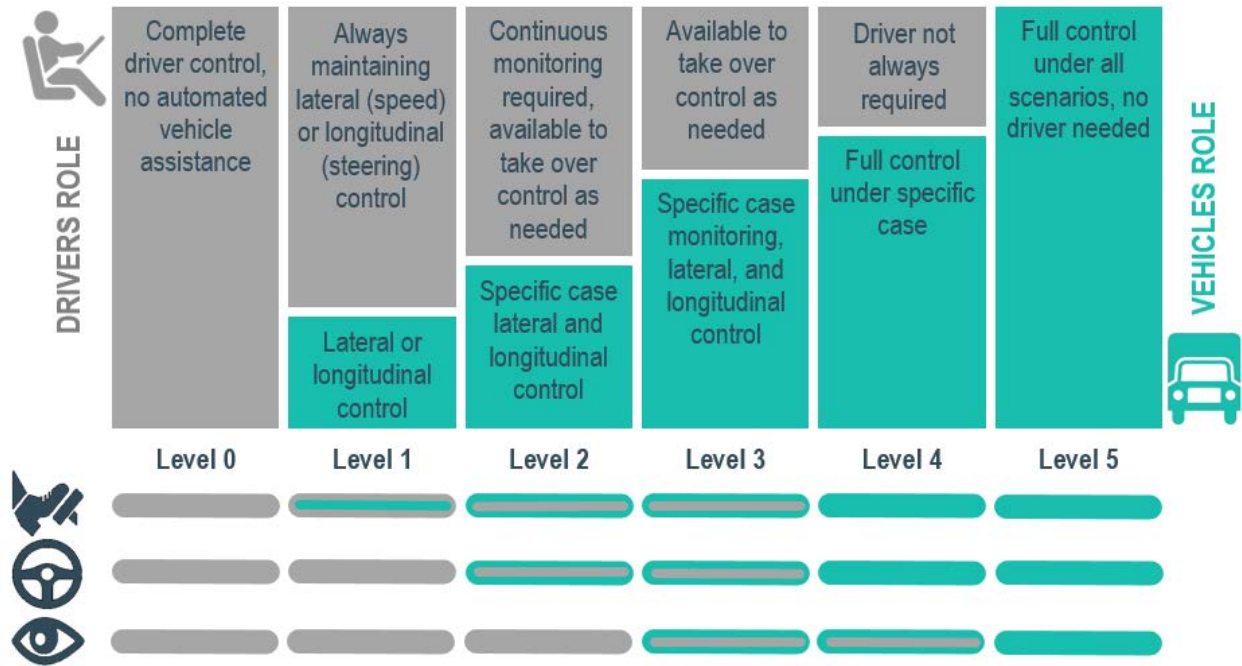 DRIVERS ROLE
Complete
driver control,
no automated
vehicle
assistance
Always
maintaining
lateral (speed)
or longitudinal
(steering)
control
Lateral or
longitudinal
control
Continuous
monitoring
required,
available to
take over
control as
needed
Specific case
lateral and
longitudinal
control
Available to
take over
control as
needed
Specific case
monitoring,
lateral, and
longitudinal
control
Driver not
always
required
Full control
under specific
case
Full control
under all
scenarios, no
driver needed
VEHICLES ROLE
Level 0
Level 1
Level 2
Level 3
Level 4
Level 5